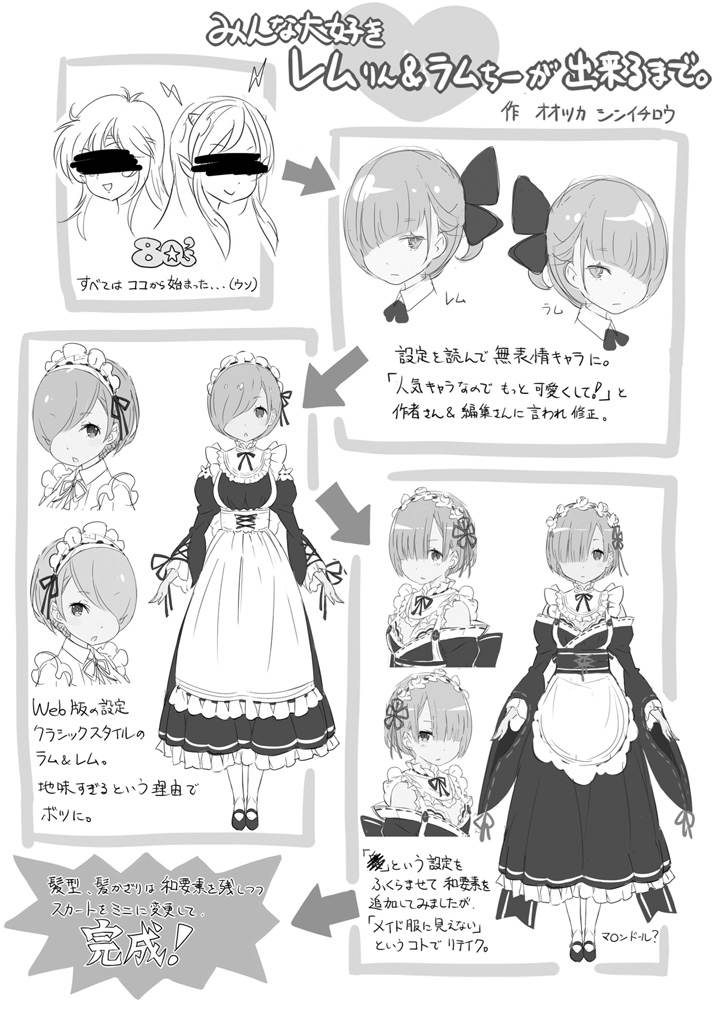 みんな大好き
レムりん&ラムちーが出来るまで。
作 オオツカ シンイチロウ
80's
すべてはココから始まった...(ウソ)
レム
ラム
設定を読んで無表情キャラに。
「人気キャラなのでもっと可愛くして!」と
作者さん&編集さんに言われ修正。
Web版の設定
クラシックスタイルの
ラム&レム。
地味すぎるという理由で
ボツに。
「という設定を
ふくらませて和要素を
追加してみましたが、
「メイド服に見えない」
というコトでリテイク。
マロンドール?
髪型、髪かざりは和要素を残しつつ
スカートをミニに変更して、
完成!